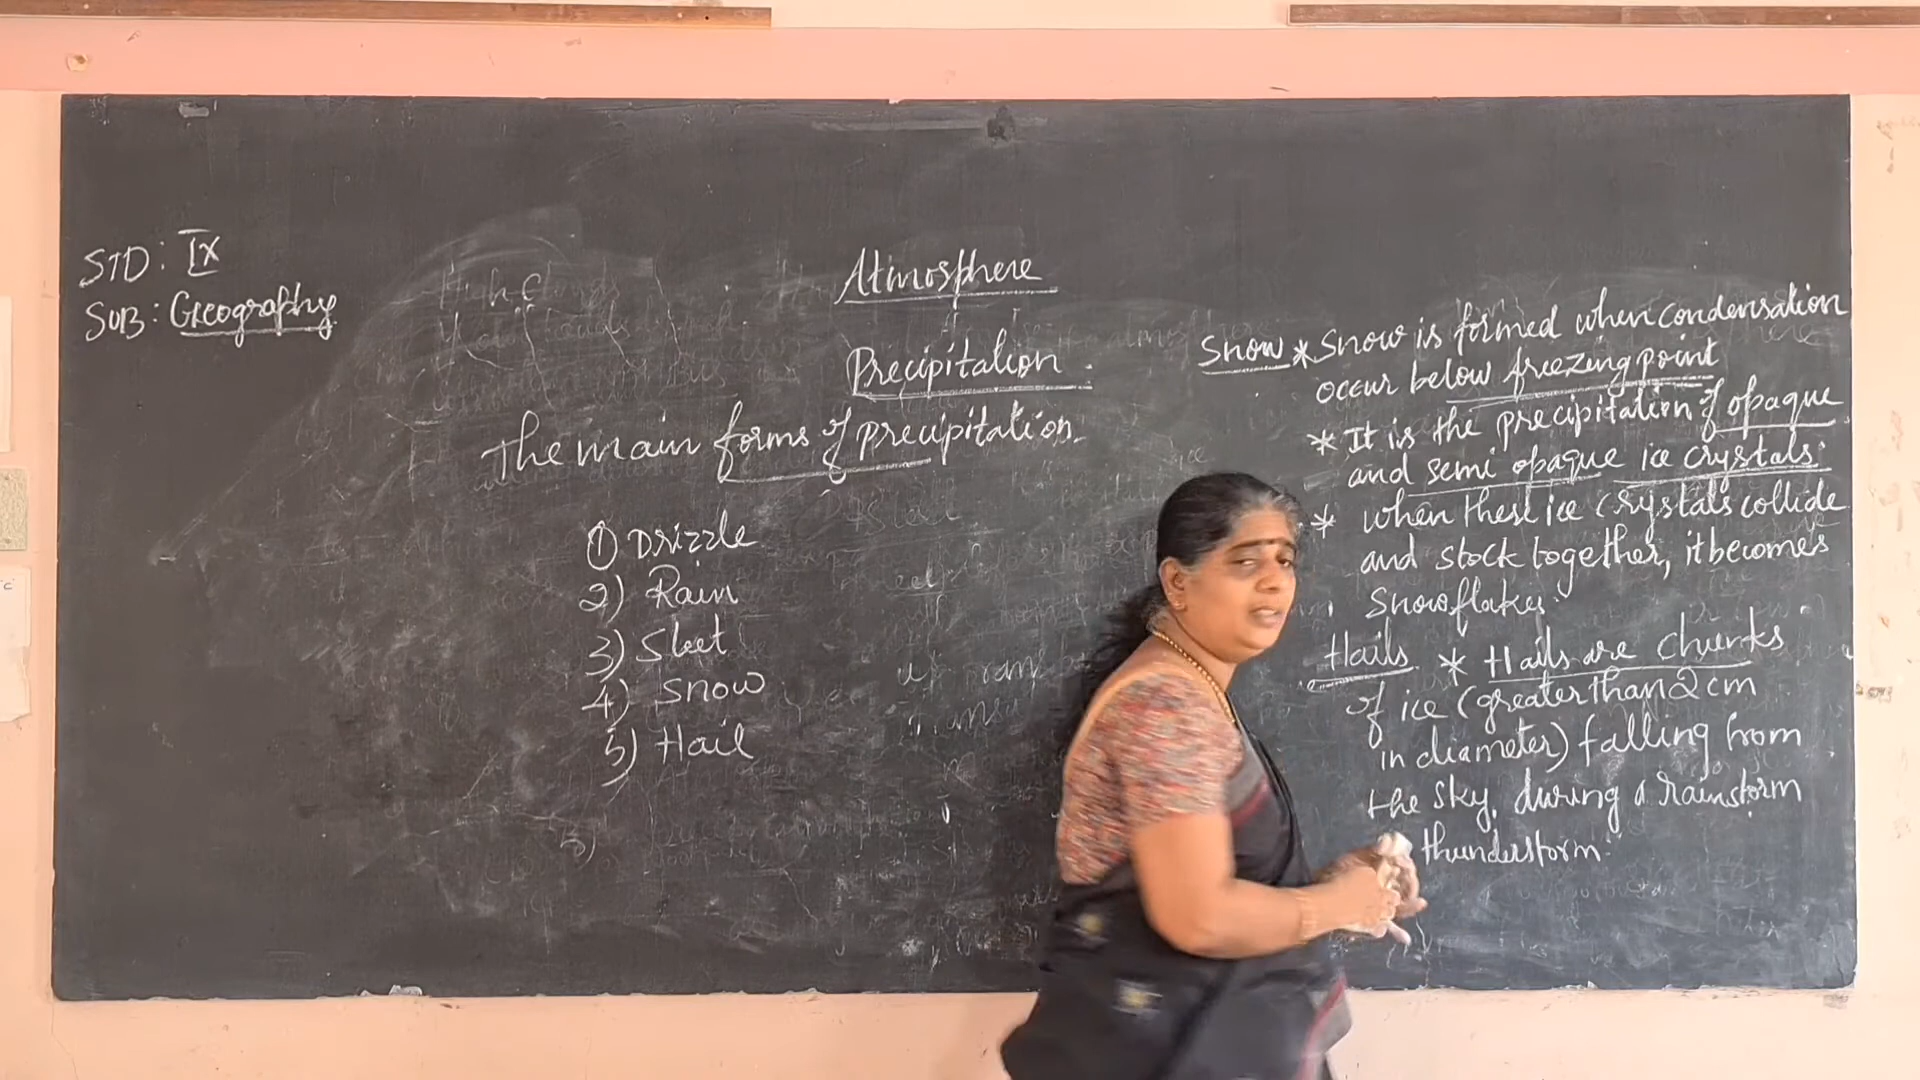 STD: IX
SUB: Geography
Atmosphere
Precipitation
The main forms of precipitation.
① Drizzle
2) Rain
3) Sleet
4) Snow
5) Hail
Snow * Snow is formed when condensation
occur below freezing point
* It is the precipitation of opaque
and semi opaque ice crystals.
* when these ice crystals collide
and stock together, it becomes
Snowflakes.
Hails * Hails are chunks
of ice (greater than 2 cm
in diameter) falling from
the sky, during a rainstorm
thunderstorm.